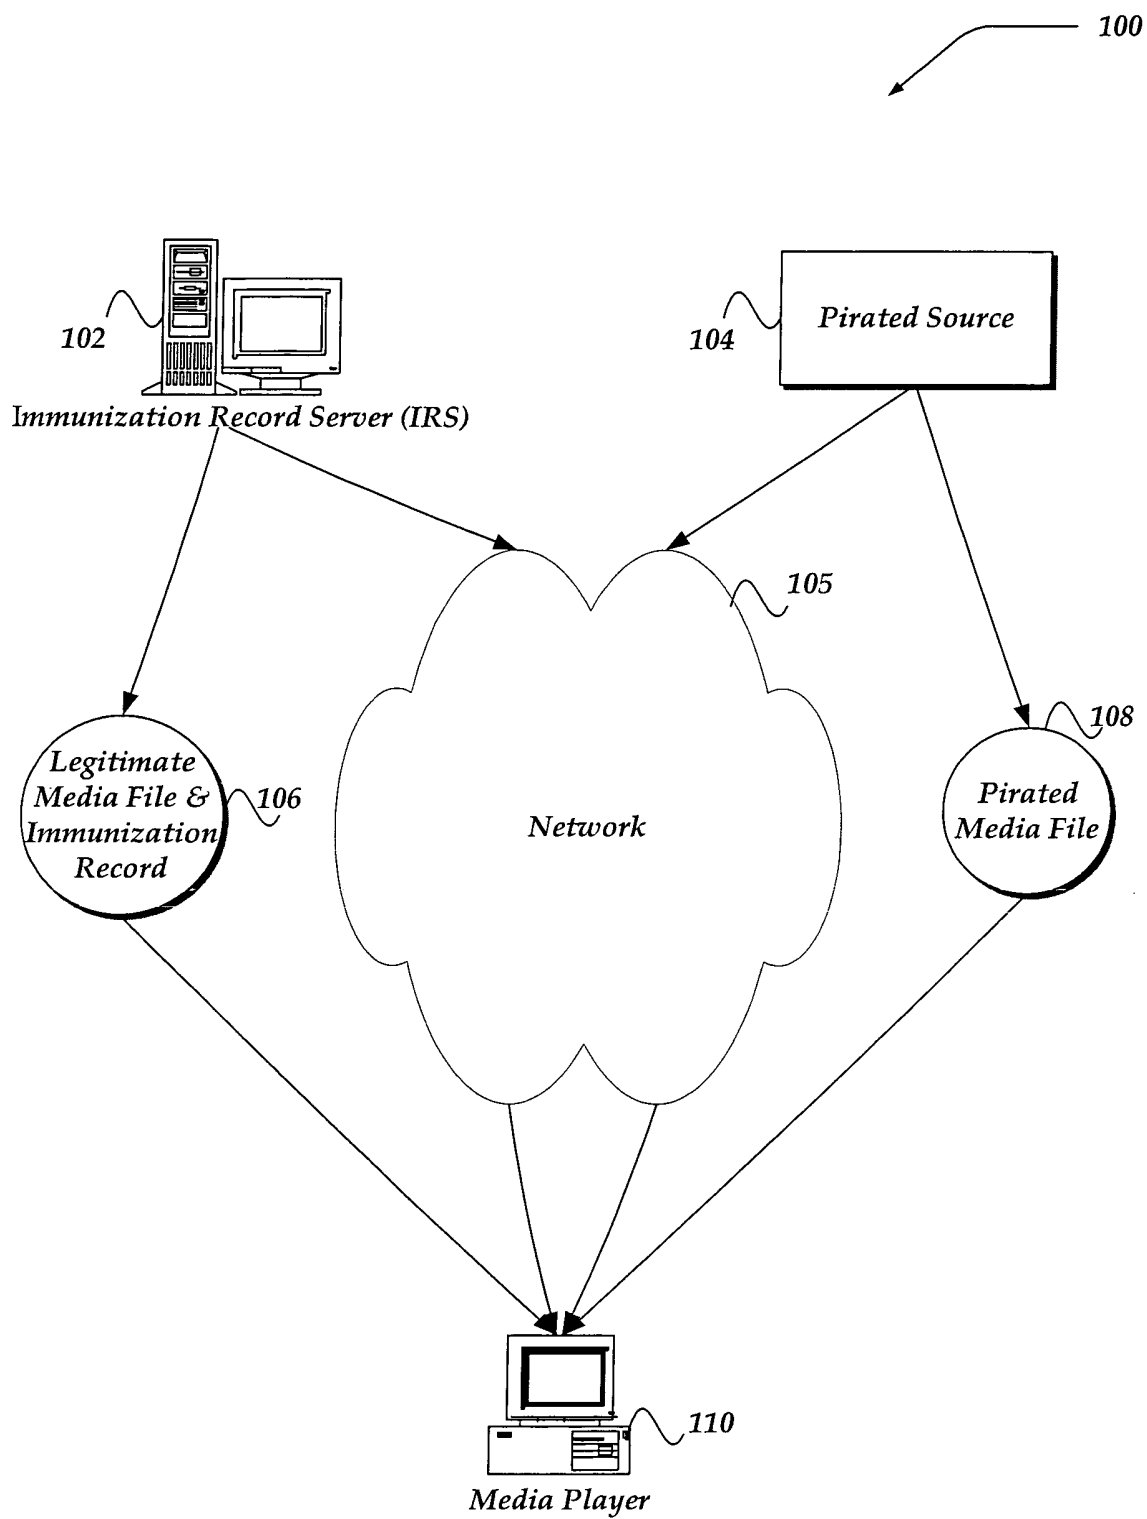 100
102
Immunization Record Server (IRS)
104
Pirated Source
105
Legitimate
Media File &
Immunization
Record
106
Network
108
Pirated
Media File
110
Media Player